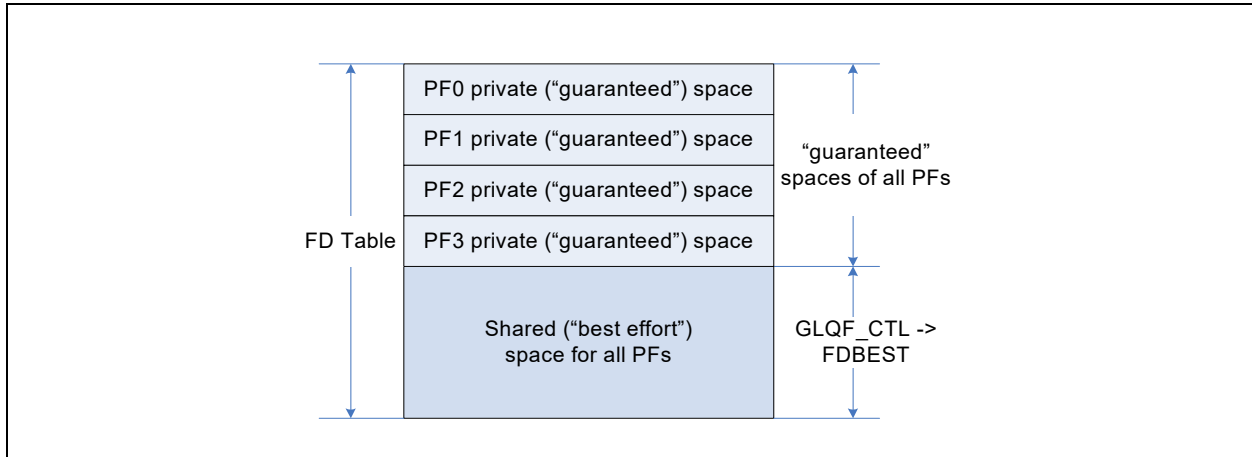 PF0 private (“guaranteed”) space
PF1 private (“guaranteed”) space
“guaranteed”
spaces of all PFs
PF2 private (“guaranteed”) space
FD Table
PF3 private (“guaranteed”) space
Shared (“best effort”)
space for all PFs
GLQF_CTL ->
FDBEST